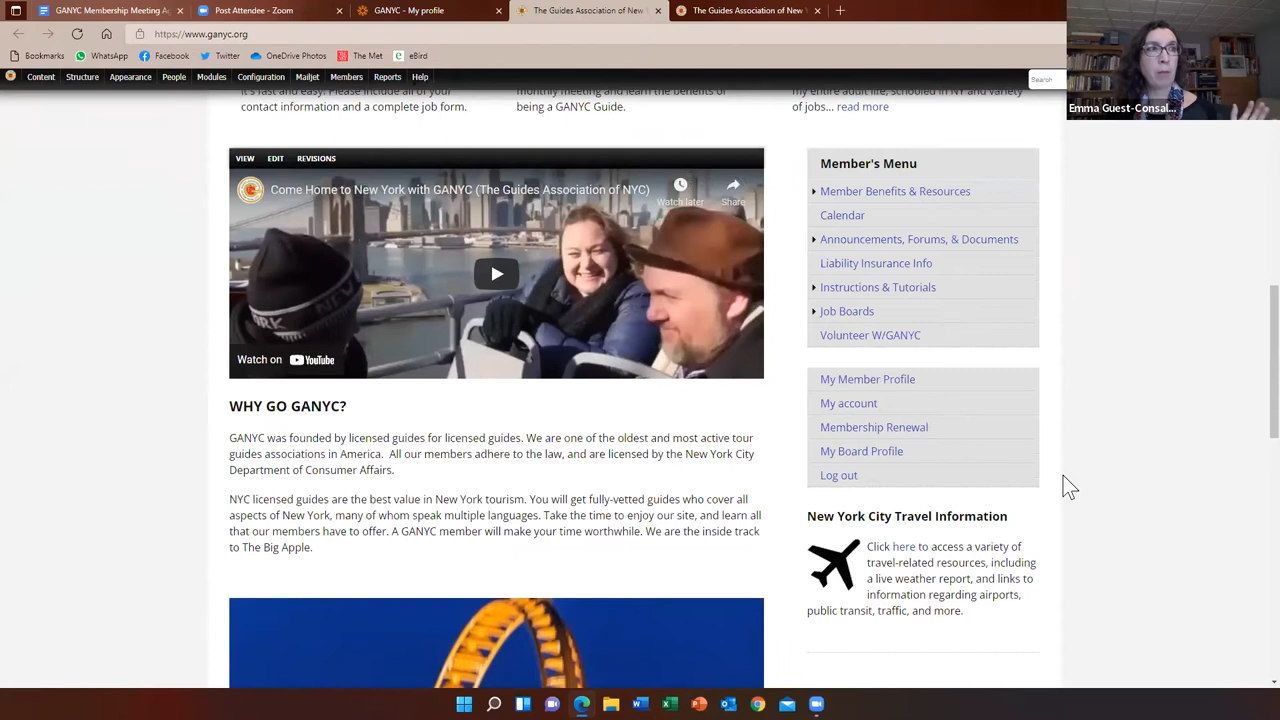 GANYC Membership Meeting A
Post Attendee - Zoom
GANYC - My profile
The Guides Association of New
The Guides Association of New
https://www.ganyc.org
Bookmarks WhatsApp Facebook Twitter OneDrive Photos The Met eBird
Content Structure Appearance People Modules Configuration Mailjet Members Reports Help
Search
Emma Guest-Consal...
it's fast and easy! Please include all of your
contact information and a complete job form.
monthly meeting and learn the benefits of
being a GANYC Guide.
my entire adult life, schooled in NY and variety
of jobs... read more
VIEW EDIT REVISIONS
Come Home to New York with GANYC (The Guides Association of NYC)
Watch later
Share
Watch on YouTube
WHY GO GANYC?
GANYC was founded by licensed guides for licensed guides. We are one of the oldest and most active tour
guides associations in America. All our members adhere to the law, and are licensed by the New York City
Department of Consumer Affairs.
NYC licensed guides are the best value in New York tourism. You will get fully-vetted guides who cover all
aspects of New York, many of whom speak multiple languages. Take the time to enjoy our site, and learn all
that our members have to offer. A GANYC member will make your time worthwhile. We are the inside track
to The Big Apple.
Member's Menu
Member Benefits & Resources
Calendar
Announcements, Forums, & Documents
Liability Insurance Info
Instructions & Tutorials
Job Boards
Volunteer W/GANYC
My Member Profile
My account
Membership Renewal
My Board Profile
Log out
New York City Travel Information
Click here to access a variety of
travel-related resources, including
a live weather report, and links to
information regarding airports,
public transit, traffic, and more.